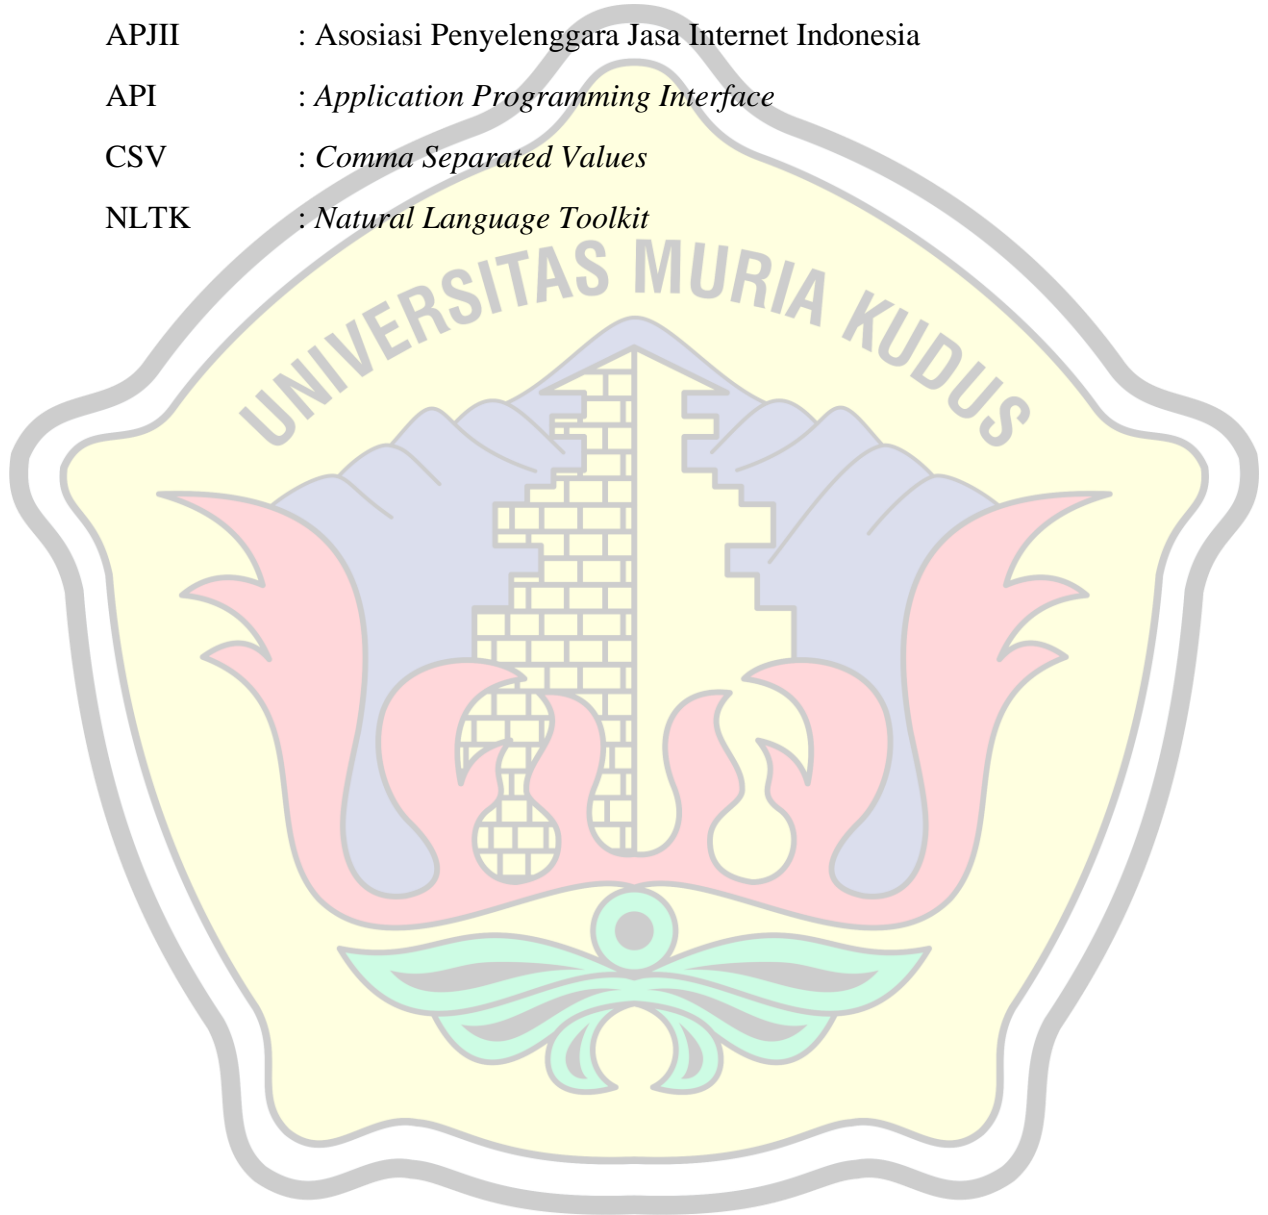 APJII : Asosiasi Penyelenggara Jasa Internet Indonesia
API : Application Programming Interface
CSV : Comma Separated Values
NLTK : Natural Language Toolkit
UNIVERSITAS MURIA KUDUS